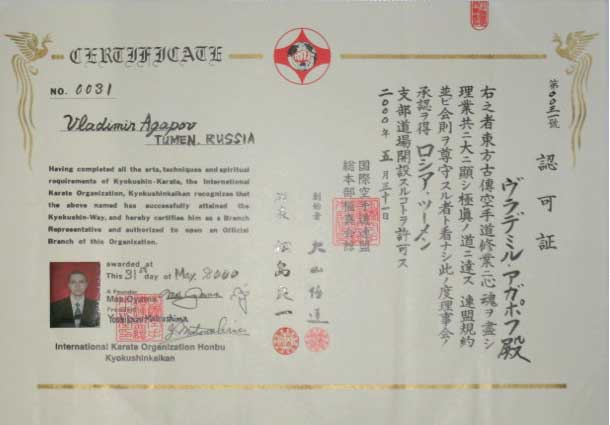 CERTIFICATE
NO. 0031
Vladimir Agapov
TUMEN, RUSSIA
Having completed all the arts, techniques and spiritual
requirements of Kyokushin-Karate, the International
Karate Organization, Kyokushinkaikan recognizes that
the above named has successfully attained the
Kyokushin-Way, and hereby certifies him as a Branch
Representative and authorized to open an Official
Branch of this Organization.
awarded at
This 31st day of May, 2000
A Founder
Mas. Oyama
President
Yoshikazu Matsushima
International Karate Organization Honbu
Kyokushinkaikan
第〇〇三一號
認可証
ヴラデミル・アガポフ殿
右之者東方古傳空手道修業ニ心魂ヲ盡シ
理業共ニ大ニ顯シ極真ノ道ニ達ス 連盟規約
並ビ会則ヲ尊守スル者ト看ナシ此ノ度理事会ノ
承認ヲ得 ロシア・ツーメン
支部道場開設スルコトヲ許可ス
二〇〇〇年 五月三十一日
国際空手道連盟
総本部極真会館
創始者 大山倍達